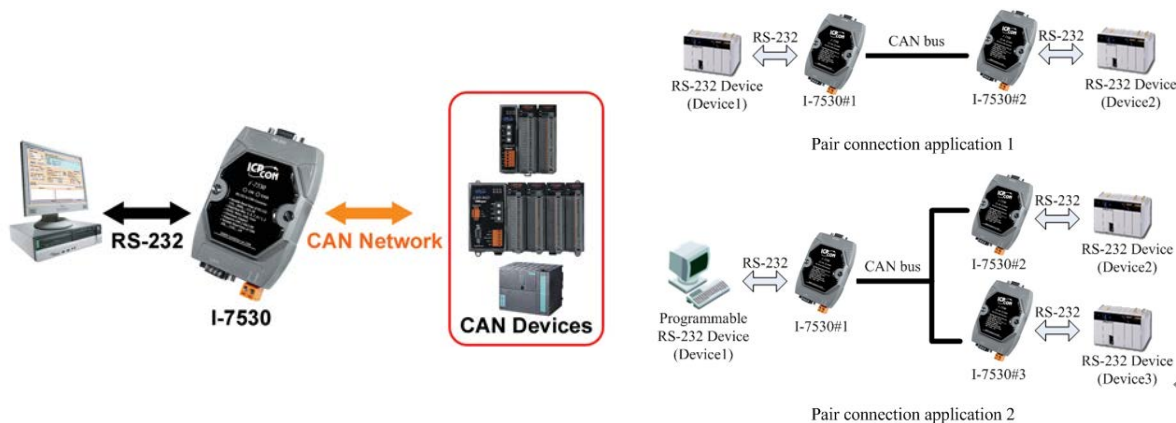 ICP CON
I-7530
RS-232
CAN Network
I-7530
CAN Devices
RS-232
CAN bus
RS-232
RS-232 Device
(Device1)
I-7530#1
I-7530#2
RS-232 Device
(Device2)
Pair connection application 1
RS-232
CAN bus
RS-232
I-7530#2
RS-232 Device
(Device2)
Programmable
RS-232 Device
(Device1)
I-7530#1
RS-232
I-7530#3
RS-232 Device
(Device3)
Pair connection application 2